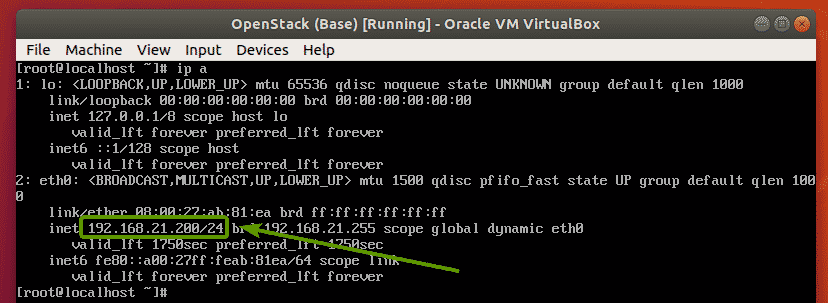 OpenStack (Base) [Running] - Oracle VM VirtualBox
File Machine View Input Devices Help
[root@localhost ~]# ip a
1: lo: <LOOPBACK,UP,LOWER_UP> mtu 65536 qdisc noqueue state UNKNOWN group default qlen 1000
link/loopback 00:00:00:00:00:00 brd 00:00:00:00:00:00
inet 127.0.0.1/8 scope host lo
valid_lft forever preferred_lft forever
inet6 ::1/128 scope host
valid_lft forever preferred_lft forever
2: eth0: <BROADCAST,MULTICAST,UP,LOWER_UP> mtu 1500 qdisc pfifo_fast state UP group default qlen 100
0
link/ether 08:00:27:ab:81:ea brd ff:ff:ff:ff:ff:ff
inet 192.168.21.200/24 brd 192.168.21.255 scope global dynamic eth0
valid_lft 1750sec preferred_lft 1750sec
inet6 fe80::a00:27ff:feab:81ea/64 scope link
valid_lft forever preferred_lft forever
[root@localhost ~]#